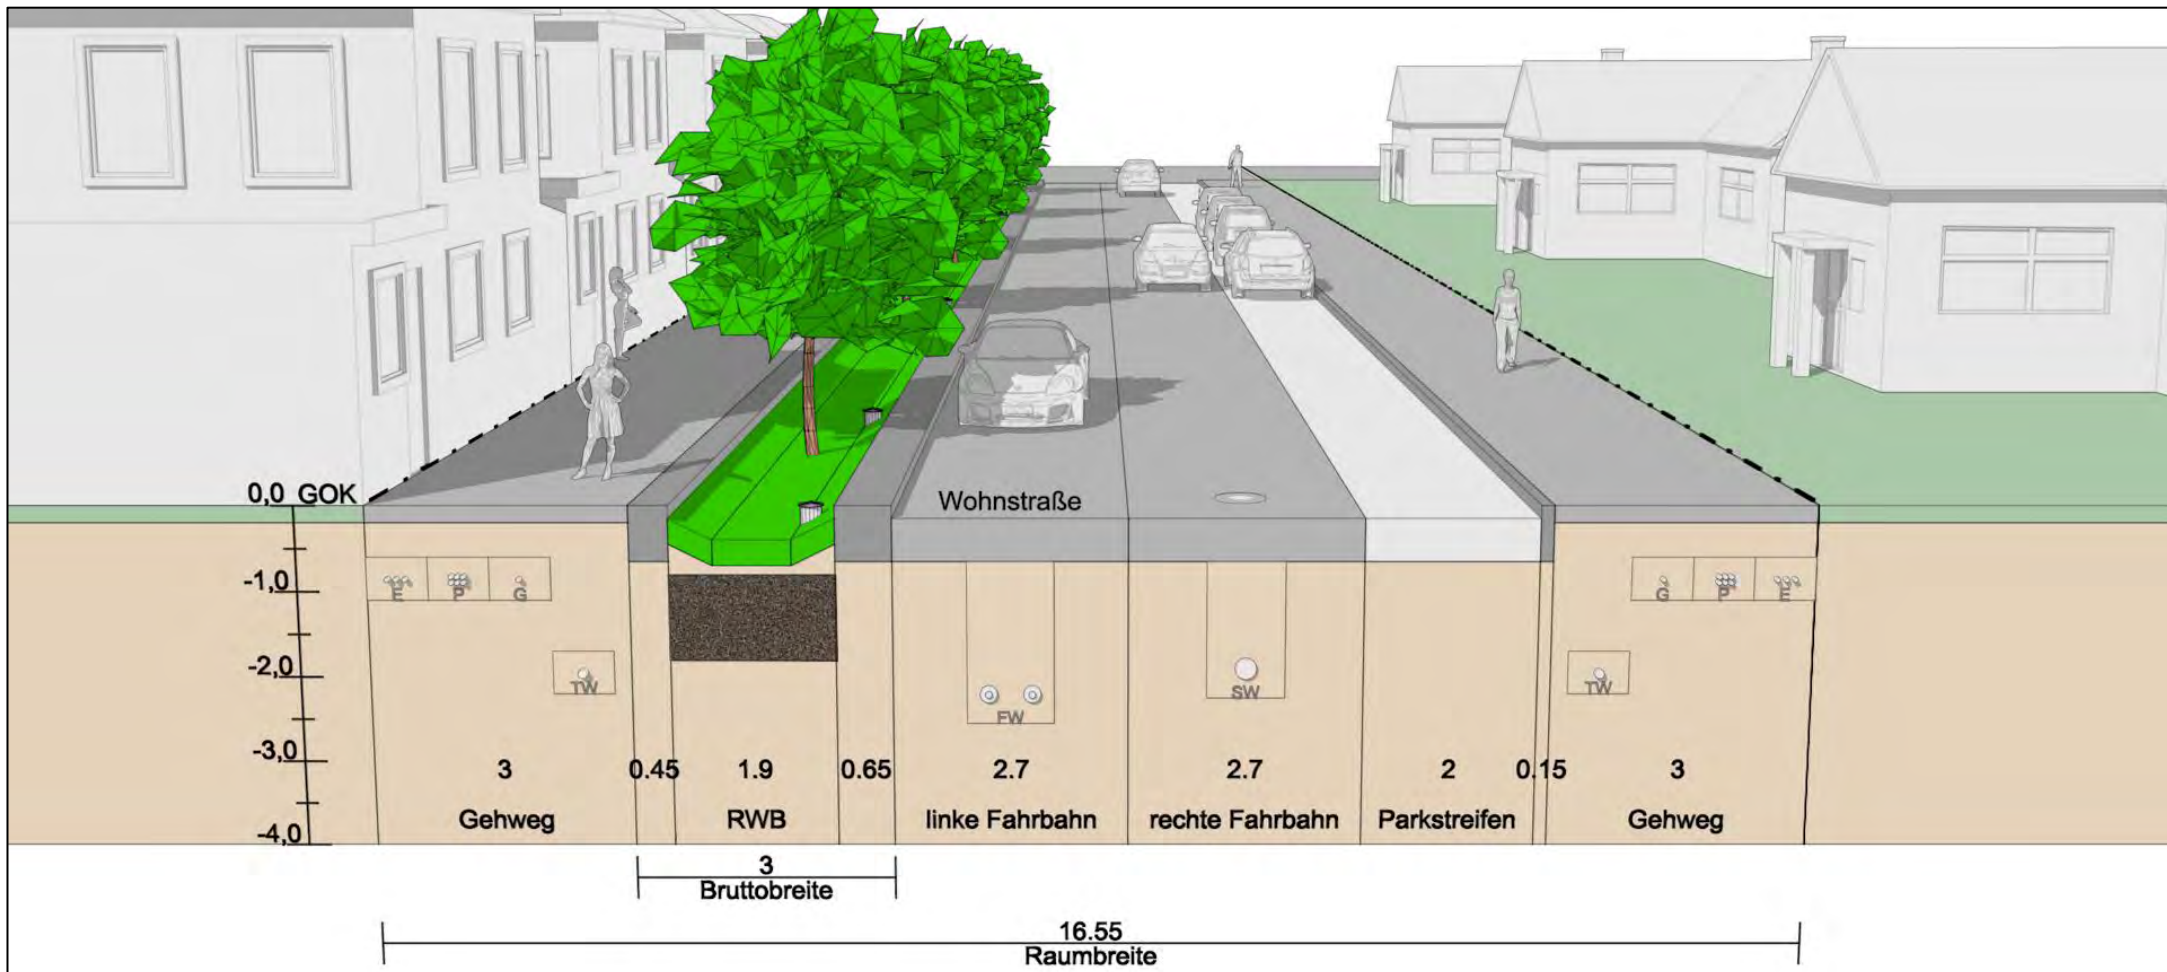 0,0 GOK
Wohnstraße
-1,0
E P G
G P E
-2,0
TW
SW
TW
FW
-3,0
3 0.45 1.9 0.65 2.7 2.7 2 0.15 3
Gehweg RWB linke Fahrbahn rechte Fahrbahn Parkstreifen Gehweg
-4,0
3
Bruttobreite
16.55
Raumbreite